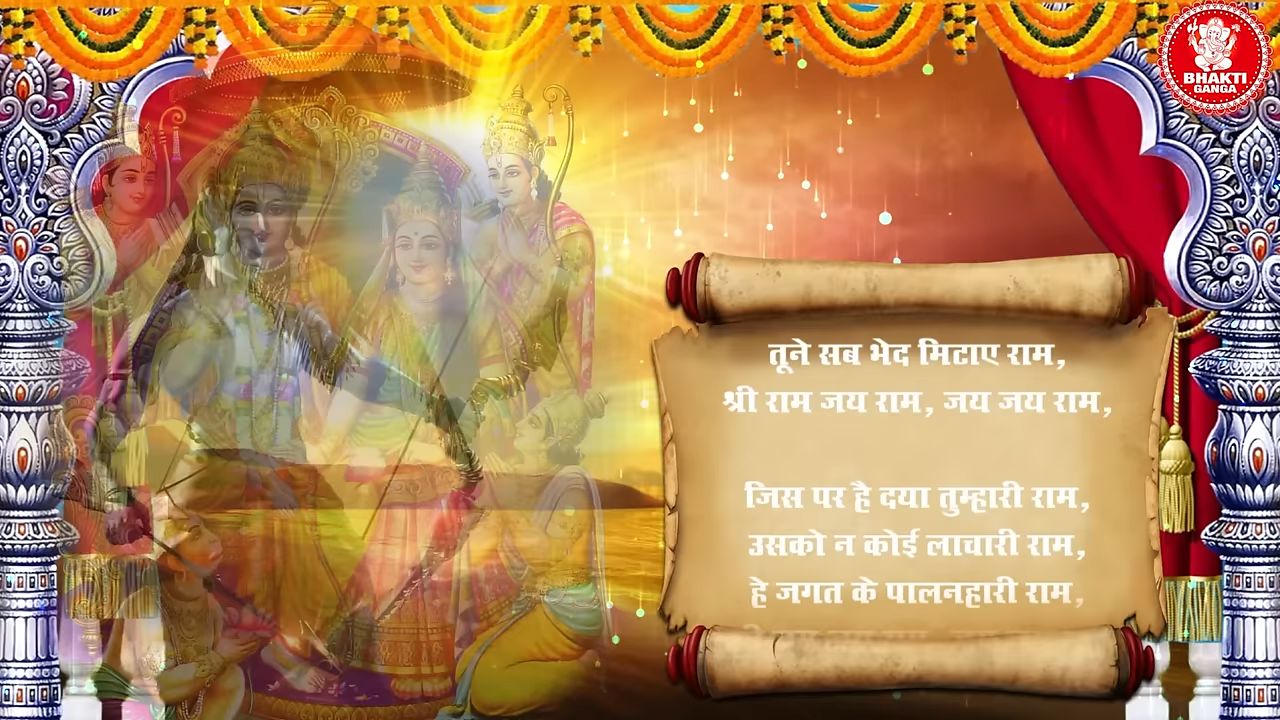 BHAKTI
GANGA
तूने सब भेद मिटाए राम,
श्री राम जय राम, जय जय राम,
जिस पर है दया तुम्हारी राम,
उसको न कोई लाचारी राम,
हे जगत के पालनहारी राम,